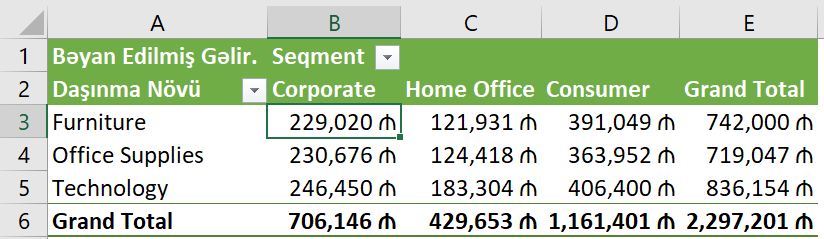 A B C D E
1 Bəyan Edilmiş Gəlir. Seqment
2 Daşınma Növü Corporate Home Office Consumer Grand Total
3 Furniture 229,020 ₼ 121,931 ₼ 391,049 ₼ 742,000 ₼
4 Office Supplies 230,676 ₼ 124,418 ₼ 363,952 ₼ 719,047 ₼
5 Technology 246,450 ₼ 183,304 ₼ 406,400 ₼ 836,154 ₼
6 Grand Total 706,146 ₼ 429,653 ₼ 1,161,401 ₼ 2,297,201 ₼